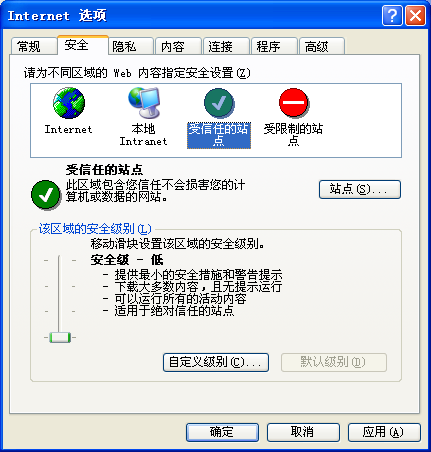 Internet 选项
常规 安全 隐私 内容 连接 程序 高级
请为不同区域的 Web 内容指定安全设置(Z)
Internet
本地
Intranet
受信任的站
点
受限制的站
点
受信任的站点
此区域包含您信任不会损害您的计
算机或数据的网站。
站点(S)...
该区域的安全级别(L)
移动滑块设置该区域的安全级别。
安全级 - 低
- 提供最小的安全措施和警告提示
- 下载大多数内容，且无提示运行
- 可以运行所有的活动内容
- 适用于绝对信任的站点
自定义级别(C)... 默认级别(D)
确定 取消 应用(A)